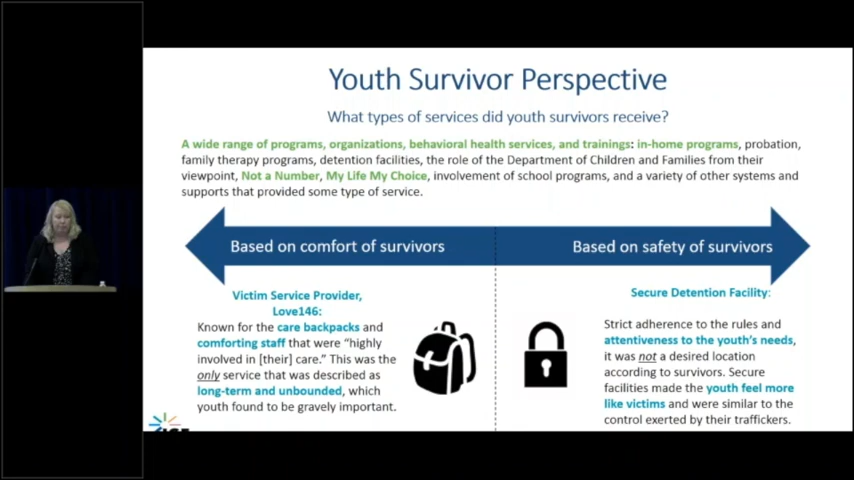 Youth Survivor Perspective
What types of services did youth survivors receive?
A wide range of programs, organizations, behavioral health services, and trainings: in-home programs, probation,
family therapy programs, detention facilities, the role of the Department of Children and Families from their
viewpoint, Not a Number, My Life My Choice, involvement of school programs, and a variety of other systems and
supports that provided some type of service.
Based on comfort of survivors
Based on safety of survivors
Victim Service Provider,
Love146:
Known for the care backpacks and
comforting staff that were “highly
involved in [their] care.” This was the
only service that was described as
long-term and unbounded, which
youth found to be gravely important.
Secure Detention Facility:
Strict adherence to the rules and
attentiveness to the youth’s needs,
it was not a desired location
according to survivors. Secure
facilities made the youth feel more
like victims and were similar to the
control exerted by their traffickers.